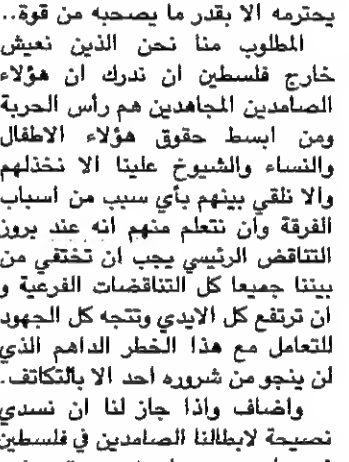 يحترمه الا بقدر ما يصحبه من قوة..
المطلوب منا نحن الذين نعيش
خارج فلسطين ان ندرك ان هؤلاء
الصامدين المجاهدين هم رأس الحربة
ومن ابسط حقوق هؤلاء الاطفال
والنساء والشيوخ علينا الا نخذلهم
والا نلقي بينهم بأي سبب من اسباب
الفرقة وأن نتعلم منهم انه عند بروز
التناقض الرئيسي يجب ان تختفي من
بيننا جميعا كل التناقضات الفرعية و
ان ترتفع كل الايدي وتتجه كل الجهود
للتعامل مع هذا الخطر الداهم الذي
لن ينجو من شروره احد الا بالتكاتف.
واضاف واذا جاز لنا ان نسدي
نصيحة لابطالنا الصامدين في فلسطين